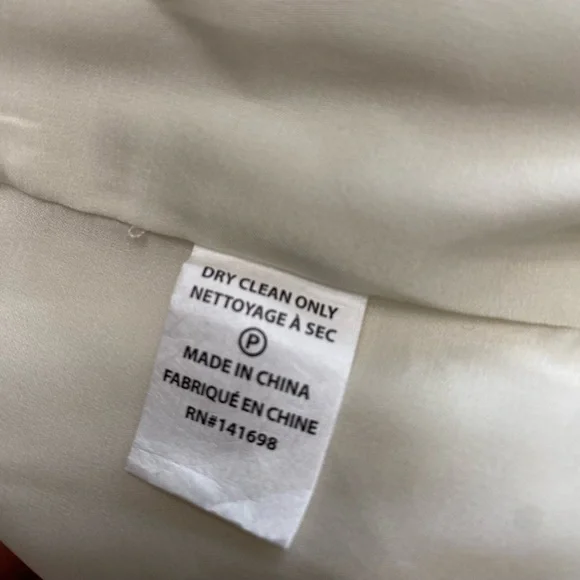 DRY CLEAN ONLY
NETTOYAGE À SEC
P
MADE IN CHINA
FABRIQUÉ EN CHINE
RN#141698